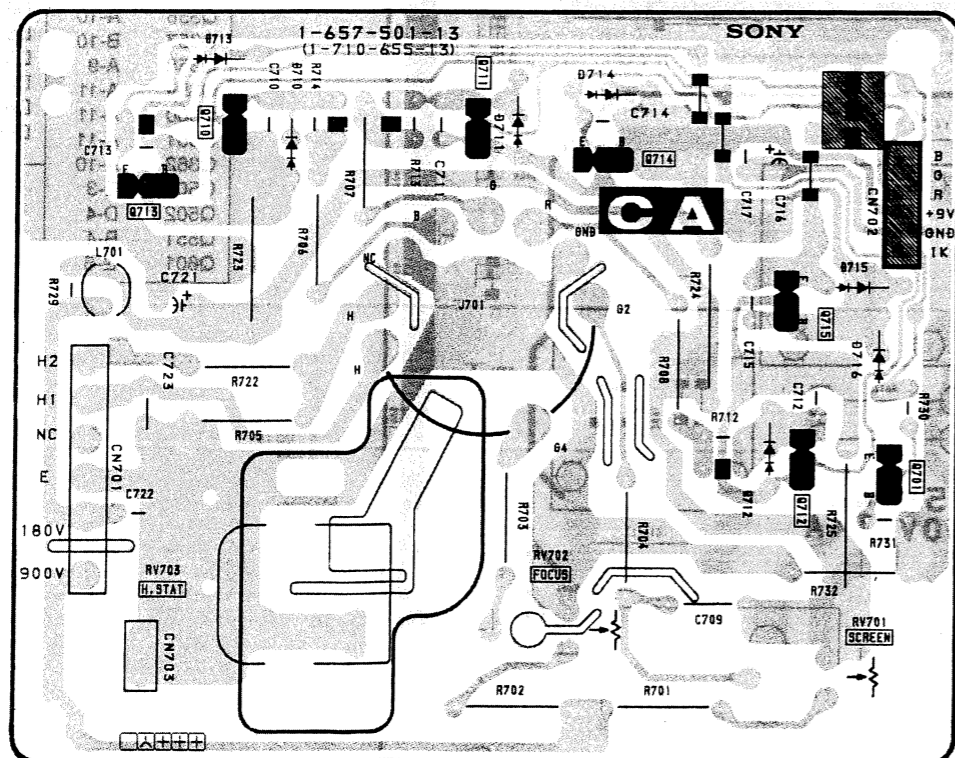 1-657-501-13
(1-710-655-13)
SONY
D713
C710
D710
R714
Q711
D714
C714
Q710
D711
C713
E
B
Q713
R707
R713
C711
G
B
R
GND
E
B
Q714
CA
C717
C716
B
G
R
+9V
GND
IK
CN702
R723
R706
L701
R729
C721
NC
J701
H
H
G2
R724
D715
E
B
Q715
C715
D716
H2
H1
NC
E
180V
900V
CN701
C723
R722
R705
R708
C712
R730
R712
G4
C722
R703
R704
D712
Q712
R725
E
B
Q701
R731
RV703
H.STAT
RV702
FOCUS
R732
C709
RV701
SCREEN
CN703
R702
R701